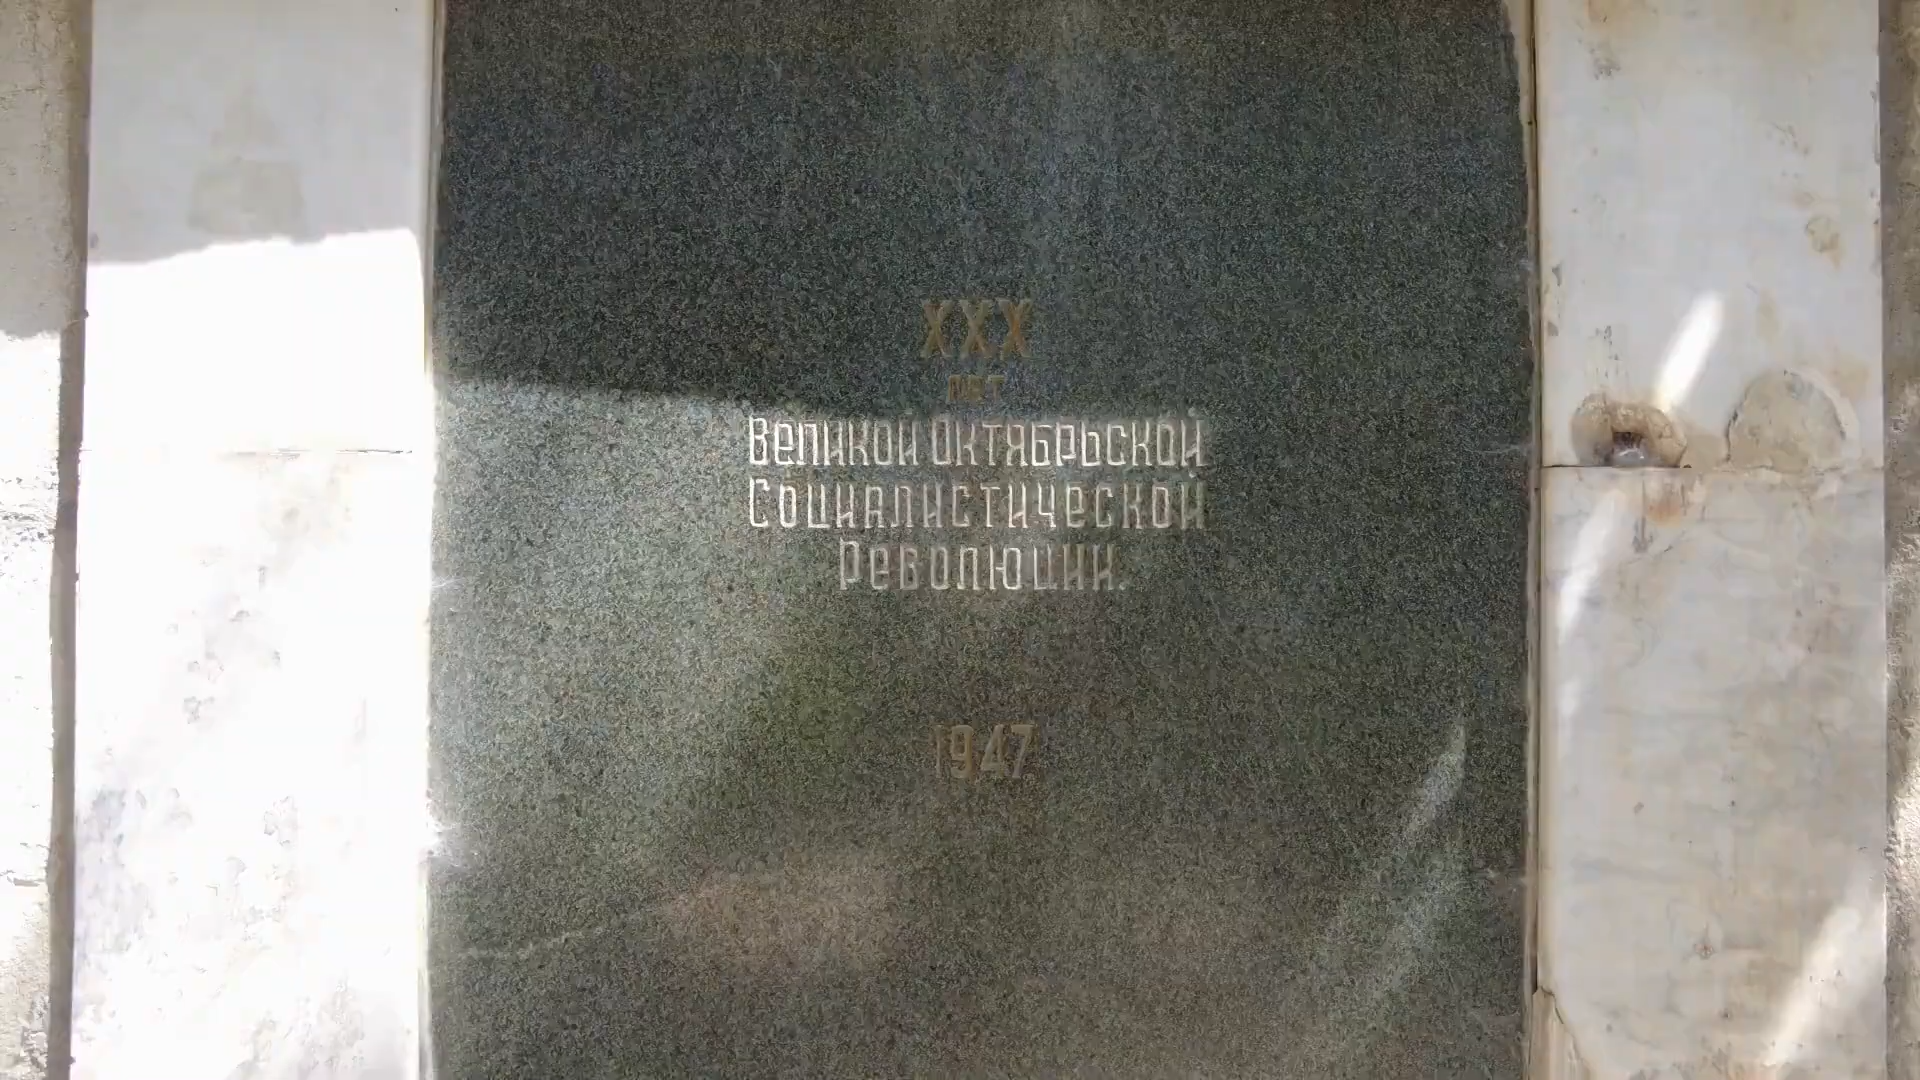 XXX
лет
Великой Октябрьской
Социалистической
Революции.
1947